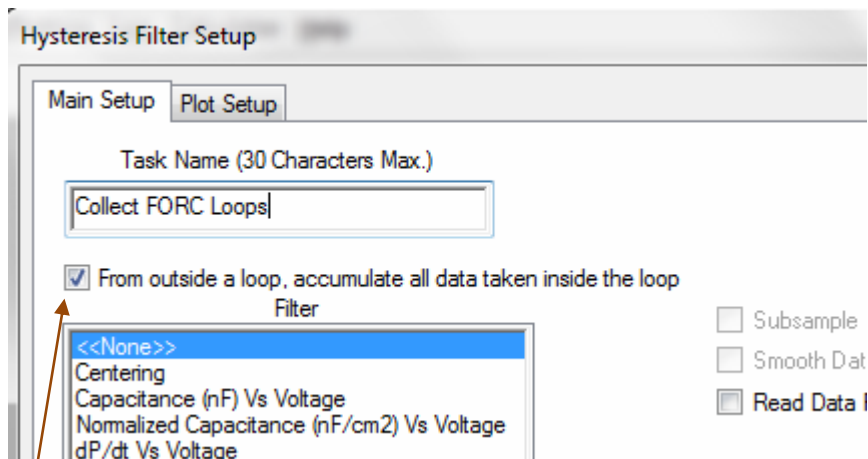 Hysteresis Filter Setup
Main Setup Plot Setup
Task Name (30 Characters Max.)
Collect FORC Loops
From outside a loop, accumulate all data taken inside the loop
Filter
<<None>>
Centering
Capacitance (nF) Vs Voltage
Normalized Capacitance (nF/cm2) Vs Voltage
dP/dt Vs Voltage
Subsample
Smooth Dat
Read Data